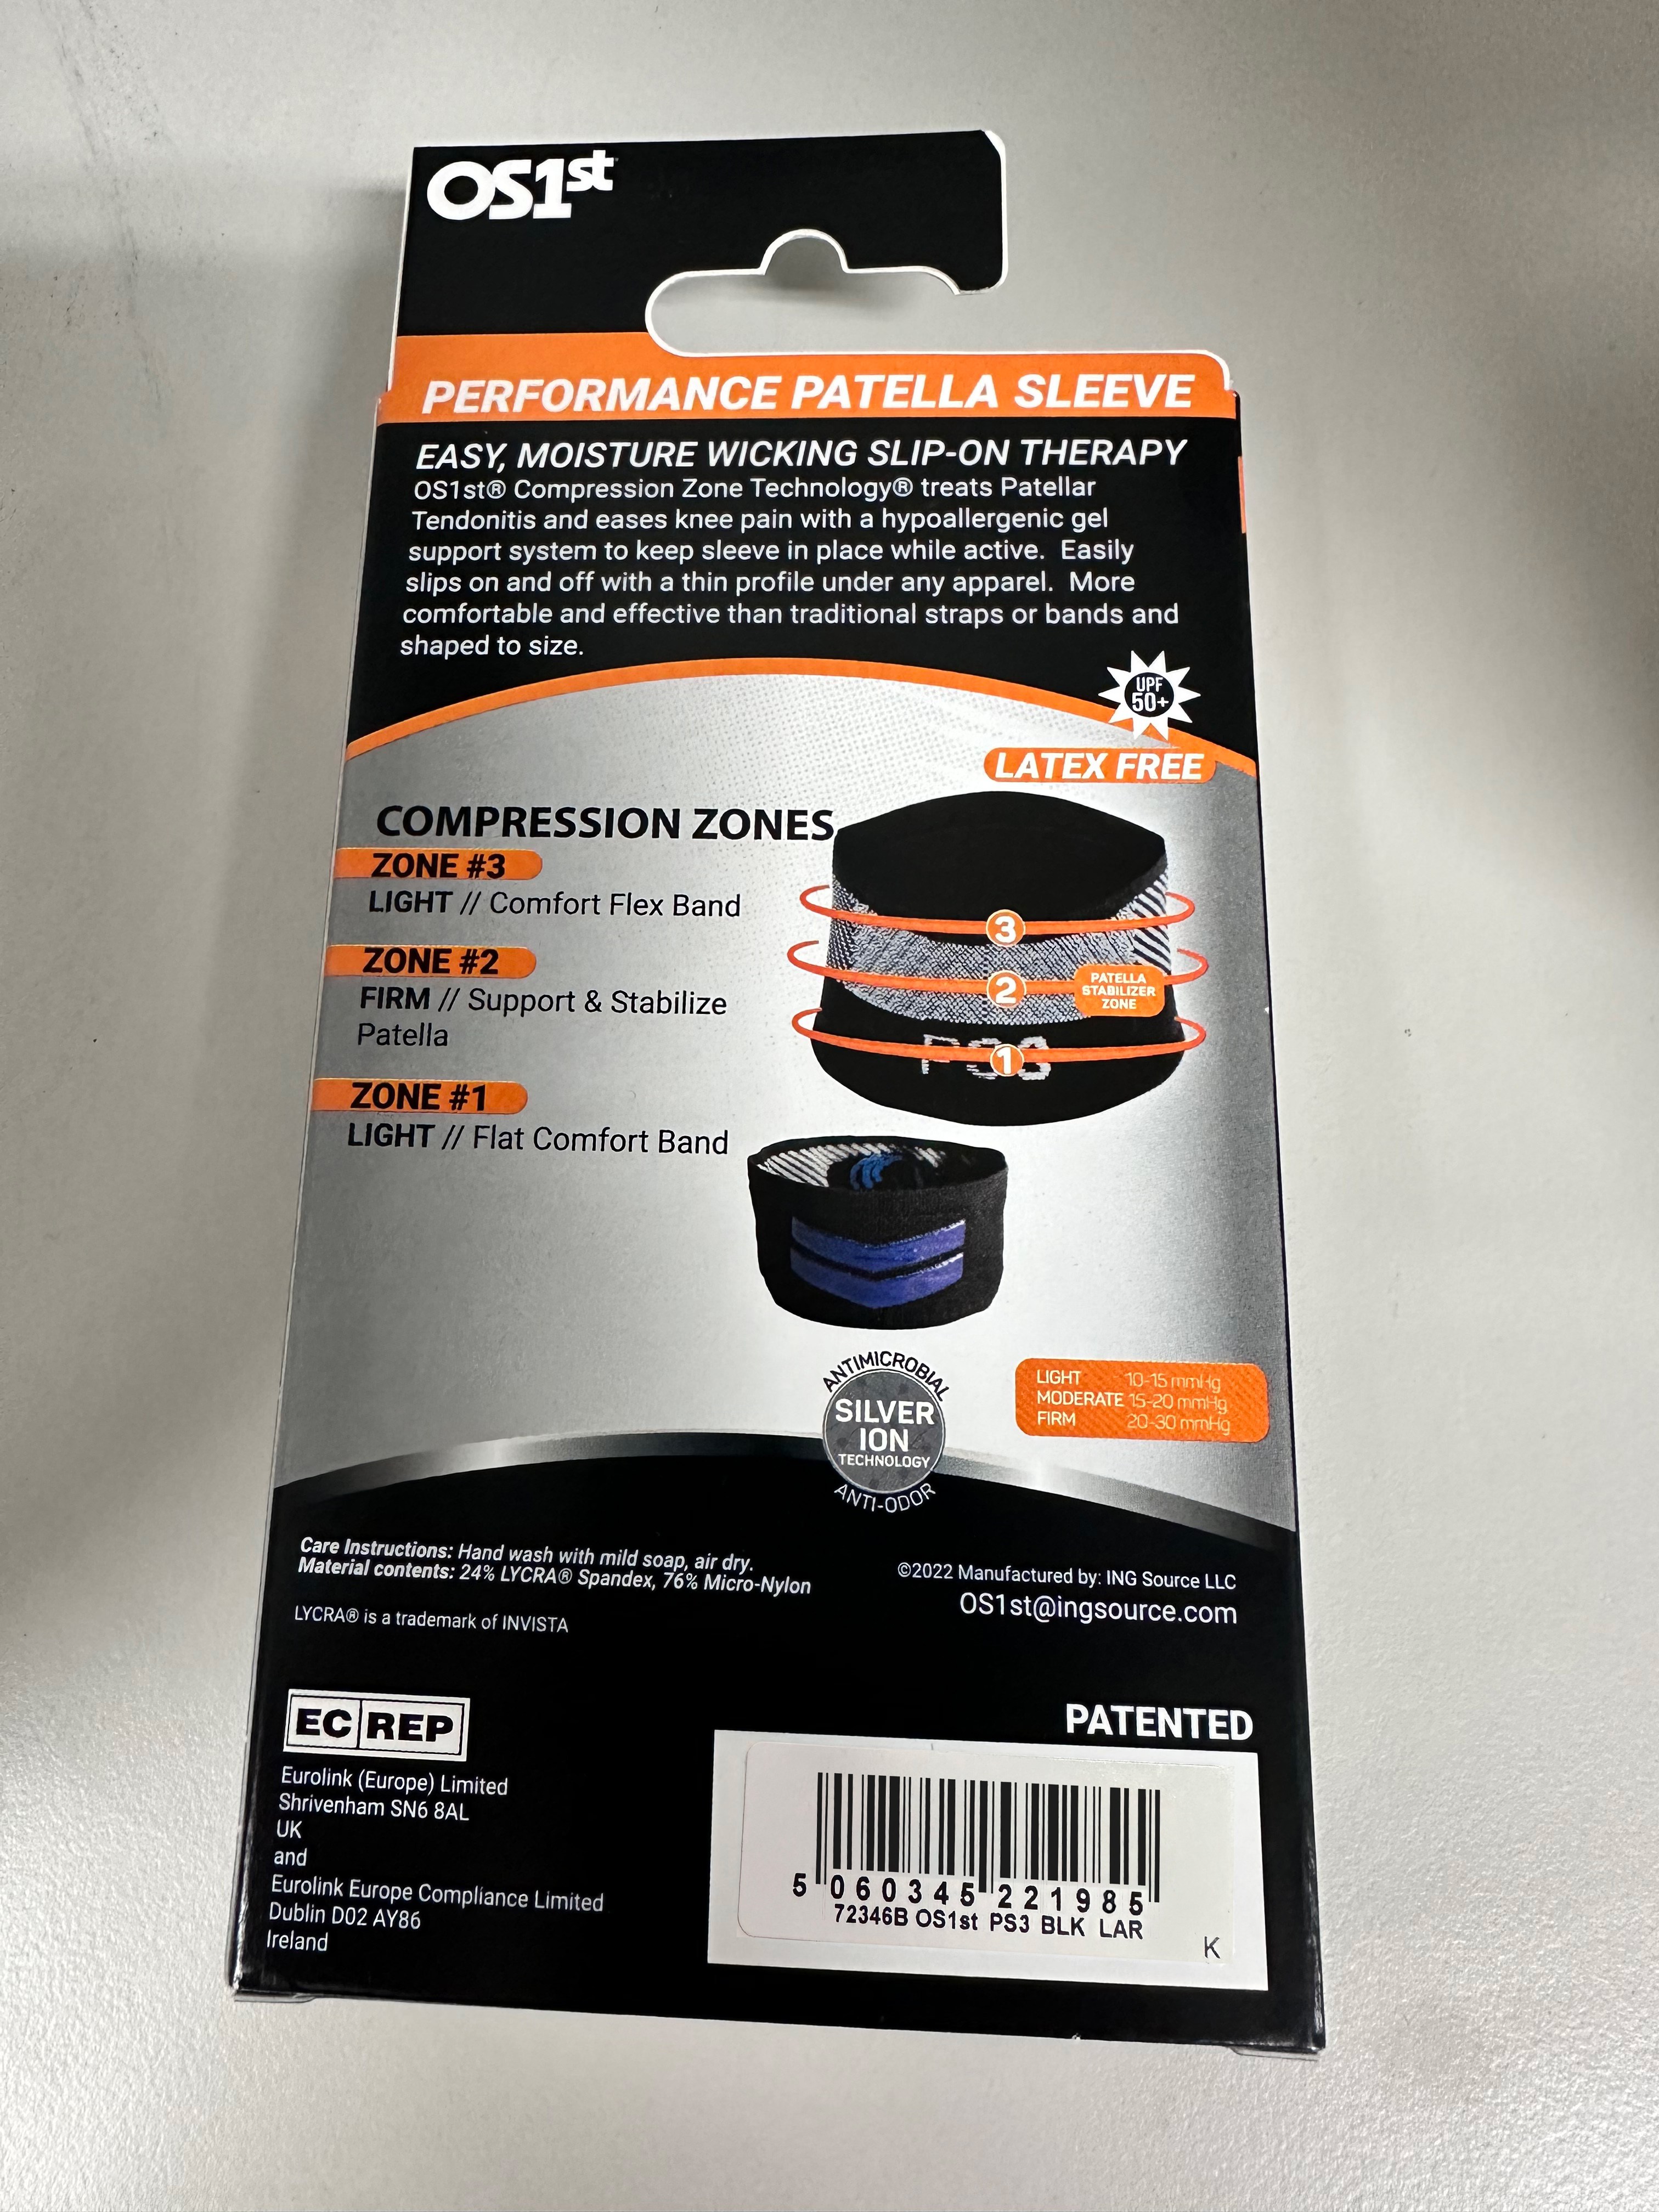 OS1st
PERFORMANCE PATELLA SLEEVE
EASY, MOISTURE WICKING SLIP-ON THERAPY
OS1st® Compression Zone Technology® treats Patellar
Tendonitis and eases knee pain with a hypoallergenic gel
support system to keep sleeve in place while active. Easily
slips on and off with a thin profile under any apparel. More
comfortable and effective than traditional straps or bands and
shaped to size.
UPF
50+
LATEX FREE
COMPRESSION ZONES
ZONE #3
LIGHT // Comfort Flex Band
ZONE #2
FIRM // Support & Stabilize
Patella
ZONE #1
LIGHT // Flat Comfort Band
3
2
PATELLA
STABILIZER
ZONE
1
ANTIMICROBIAL
SILVER
ION
TECHNOLOGY
ANTI-ODOR
LIGHT 10-15 mmHg
MODERATE 15-20 mmHg
FIRM 20-30 mmHg
Care Instructions: Hand wash with mild soap, air dry.
Material contents: 24% LYCRA® Spandex, 76% Micro-Nylon
LYCRA® is a trademark of INVISTA
©2022 Manufactured by: ING Source LLC
OS1st@ingsource.com
EC REP
Eurolink (Europe) Limited
Shrivenham SN6 8AL
UK
and
Eurolink Europe Compliance Limited
Dublin D02 AY86
Ireland
PATENTED
5 060345 221985
72346B OS1st PS3 BLK LAR
K